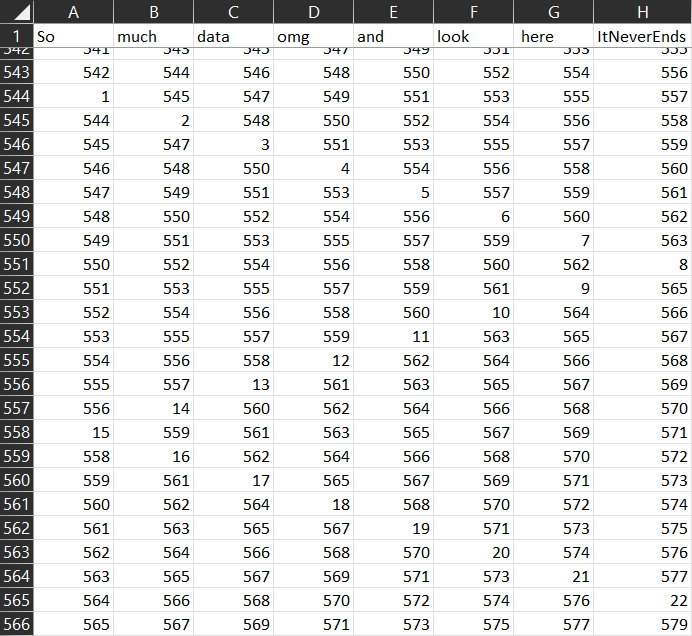 A B C D E F G H
1 So much data omg and look here ItNeverEnds
542 541 543 545 547 549 551 553 555
543 542 544 546 548 550 552 554 556
544 1 545 547 549 551 553 555 557
545 544 2 548 550 552 554 556 558
546 545 547 3 551 553 555 557 559
547 546 548 550 4 554 556 558 560
548 547 549 551 553 5 557 559 561
549 548 550 552 554 556 6 560 562
550 549 551 553 555 557 559 7 563
551 550 552 554 556 558 560 562 8
552 551 553 555 557 559 561 9 565
553 552 554 556 558 560 10 564 566
554 553 555 557 559 11 563 565 567
555 554 556 558 12 562 564 566 568
556 555 557 13 561 563 565 567 569
557 556 14 560 562 564 566 568 570
558 15 559 561 563 565 567 569 571
559 558 16 562 564 566 568 570 572
560 559 561 17 565 567 569 571 573
561 560 562 564 18 568 570 572 574
562 561 563 565 567 19 571 573 575
563 562 564 566 568 570 20 574 576
564 563 565 567 569 571 573 21 577
565 564 566 568 570 572 574 576 22
566 565 567 569 571 573 575 577 579